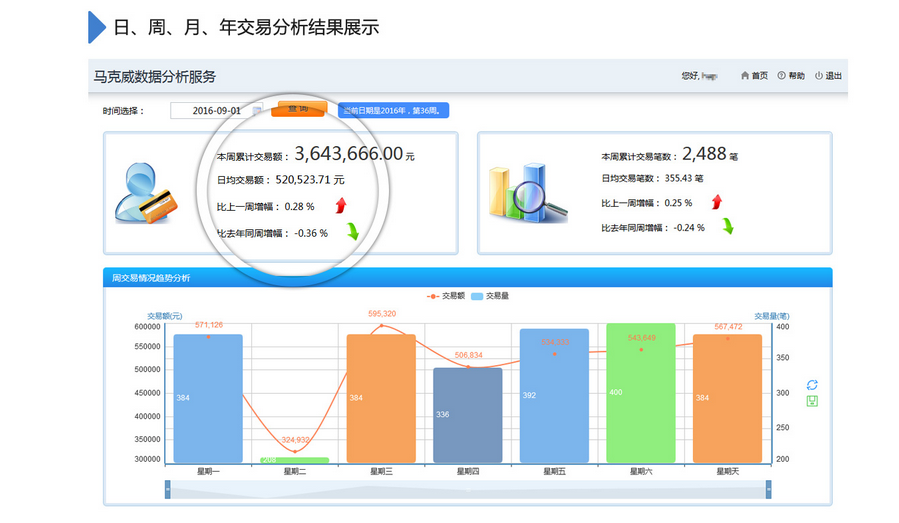 日、周、月、年交易分析结果展示
马克威数据分析服务
您好,
首页 帮助 退出
时间选择： 2016-09-01 查询 当前日期是2016年，第36周。
本周累计交易额： 3,643,666.00 元
日均交易额： 520,523.71 元
比上一周增幅： 0.28 %
比去年同周增幅： -0.36 %
本周累计交易笔数： 2,488 笔
日均交易笔数： 355.43 笔
比上一周增幅： 0.25 %
比去年同周增幅： -0.24 %
周交易情况趋势分析
交易额 交易量
交易额(元) 交易量(笔)
600000
550000
500000
450000
400000
350000
300000
400
350
300
250
200
571,126
324,932
595,320
506,834
543,649
567,472
384
208
384
336
392
400
384
星期一 星期二 星期三 星期四 星期五 星期六 星期天